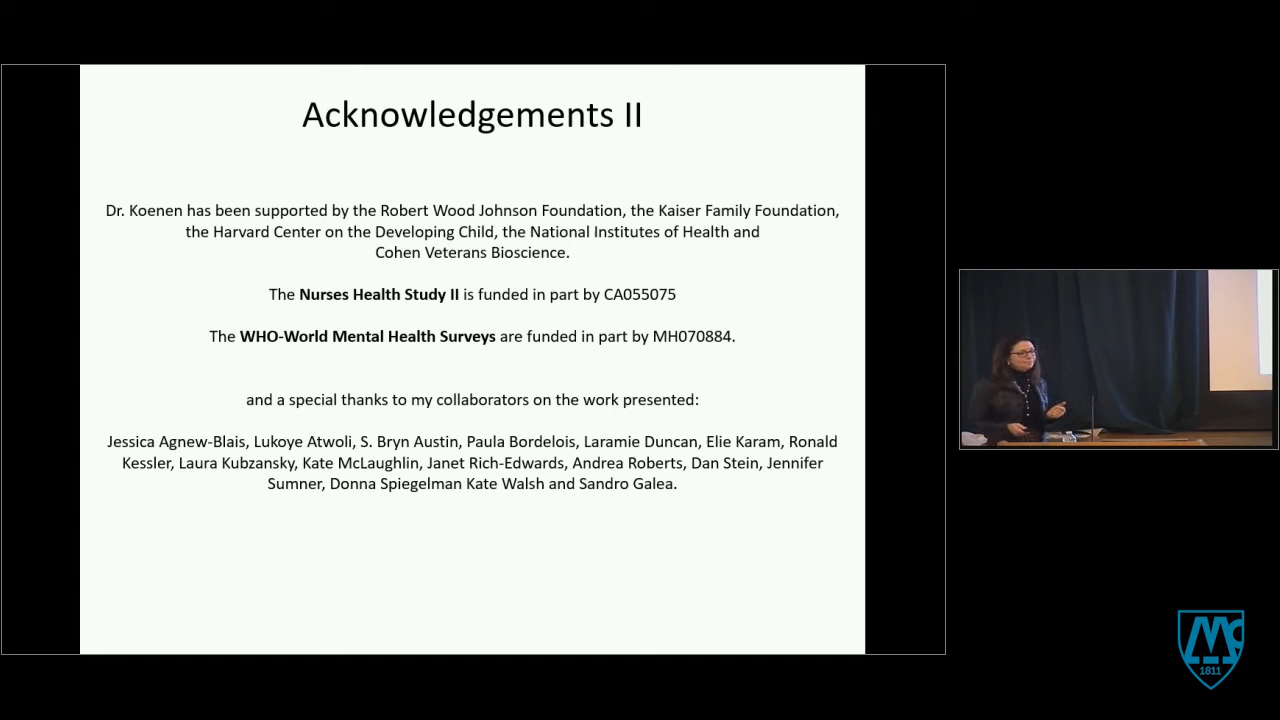 Acknowledgements II
Dr. Koenen has been supported by the Robert Wood Johnson Foundation, the Kaiser Family Foundation,
the Harvard Center on the Developing Child, the National Institutes of Health and
Cohen Veterans Bioscience.
The Nurses Health Study II is funded in part by CA055075
The WHO-World Mental Health Surveys are funded in part by MH070884.
and a special thanks to my collaborators on the work presented:
Jessica Agnew-Blais, Lukoye Atwoli, S. Bryn Austin, Paula Bordelois, Laramie Duncan, Elie Karam, Ronald
Kessler, Laura Kubzansky, Kate McLaughlin, Janet Rich-Edwards, Andrea Roberts, Dan Stein, Jennifer
Sumner, Donna Spiegelman Kate Walsh and Sandro Galea.
Mc
1811